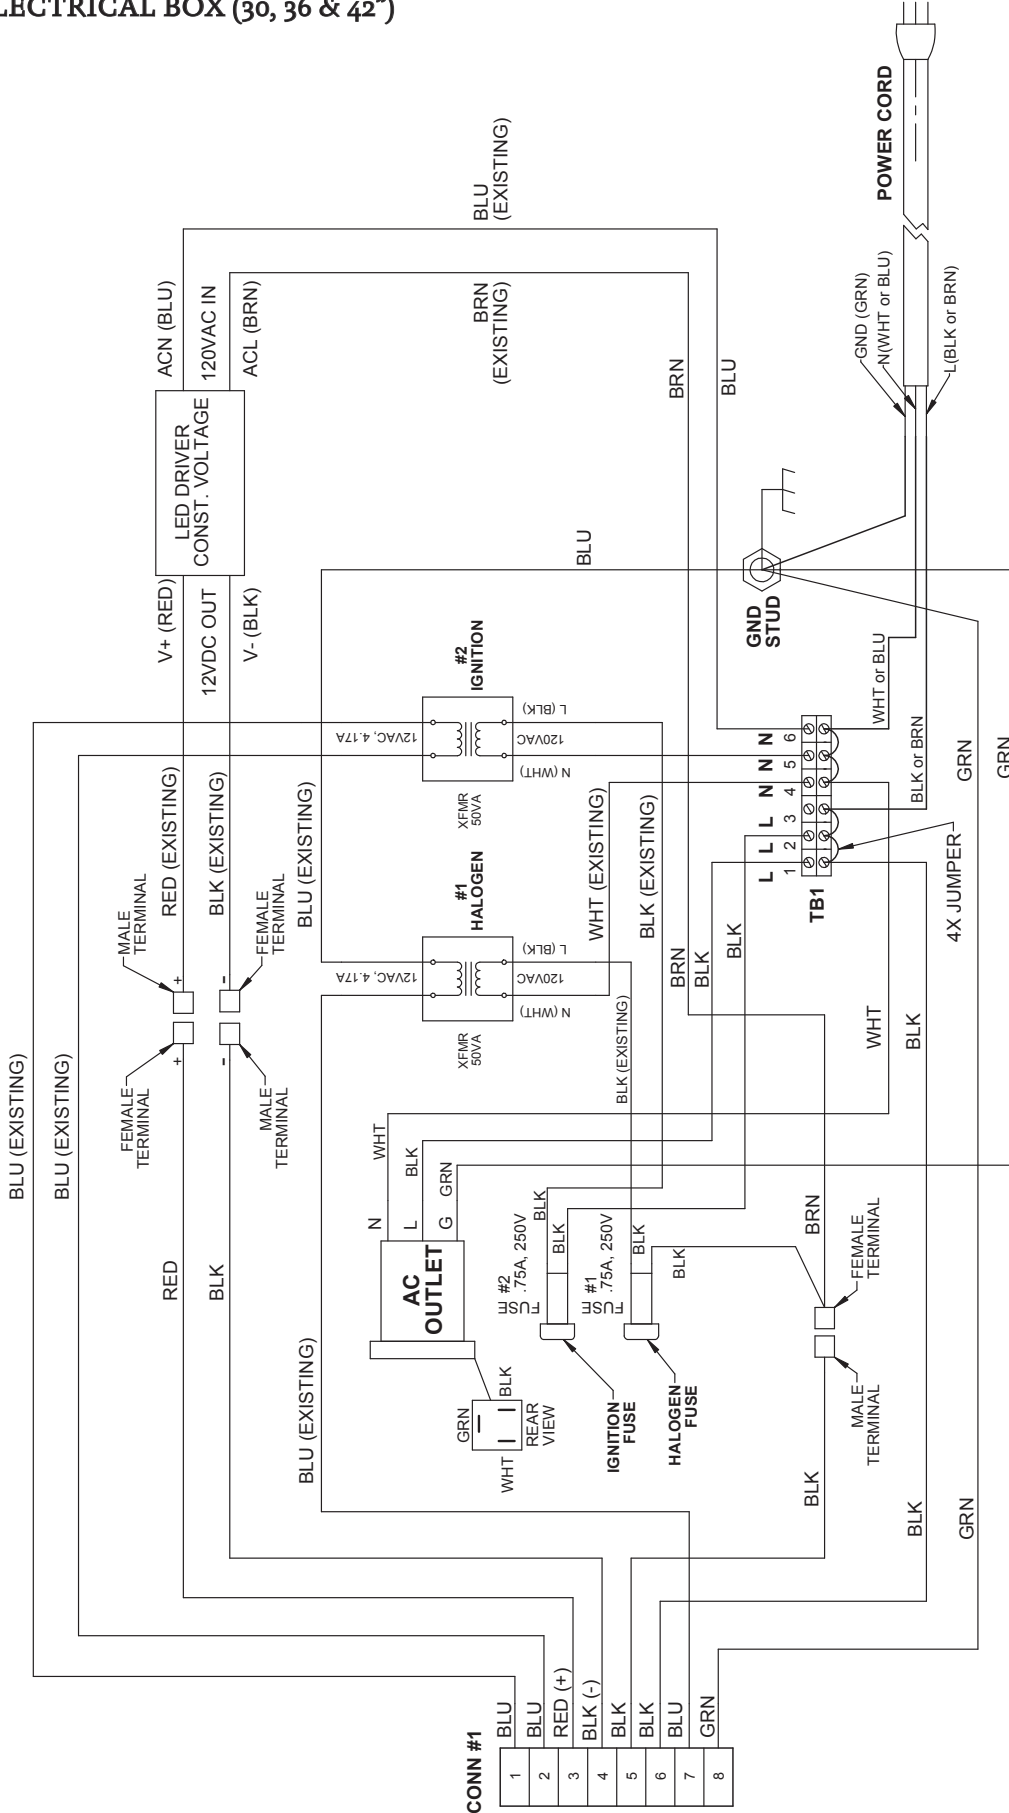 LECTRICAL BOX (30, 36 & 42")
POWER CORD
BLU
(EXISTING)
BRN
(EXISTING)
ACN (BLU)
120VAC IN
ACL (BRN)
LED DRIVER
CONST. VOLTAGE
V+ (RED)
12VDC OUT
V- (BLK)
GND (GRN)
N(WHT or BLU)
L(BLK or BRN)
BRN
BLU
BLU
GND
STUD
#2
IGNITION
L (BLK)
120VAC
N (WHT)
12VAC, 4.17A
XFMR
50VA
WHT or BLU
BLK or BRN
GRN
GRN
RED (EXISTING)
BLK (EXISTING)
BLU (EXISTING)
#1
HALOGEN
L (BLK)
120VAC
N (WHT)
12VAC, 4.17A
XFMR
50VA
WHT (EXISTING)
BLK (EXISTING)
L L L N N N
1 2 3 4 5 6
TB1
4X JUMPER
MALE
TERMINAL
FEMALE
TERMINAL
+
-
+
-
FEMALE
TERMINAL
MALE
TERMINAL
BRN
BLK
BLK
BLK (EXISTING)
WHT
BLK
BLU (EXISTING)
BLU (EXISTING)
WHT
BLK
GRN
N
L
G
AC
OUTLET
BLK
BLK
#2
.75A, 250V
FUSE
BLK
BLK
#1
.75A, 250V
FUSE
BRN
FEMALE
TERMINAL
MALE
TERMINAL
RED
BLK
BLU (EXISTING)
GRN
BLK
WHT
REAR
VIEW
IGNITION
FUSE
HALOGEN
FUSE
BLK
BLK
GRN
CONN #1
BLU
BLU
RED (+)
BLK (-)
BLK
BLK
BLU
GRN
1
2
3
4
5
6
7
8